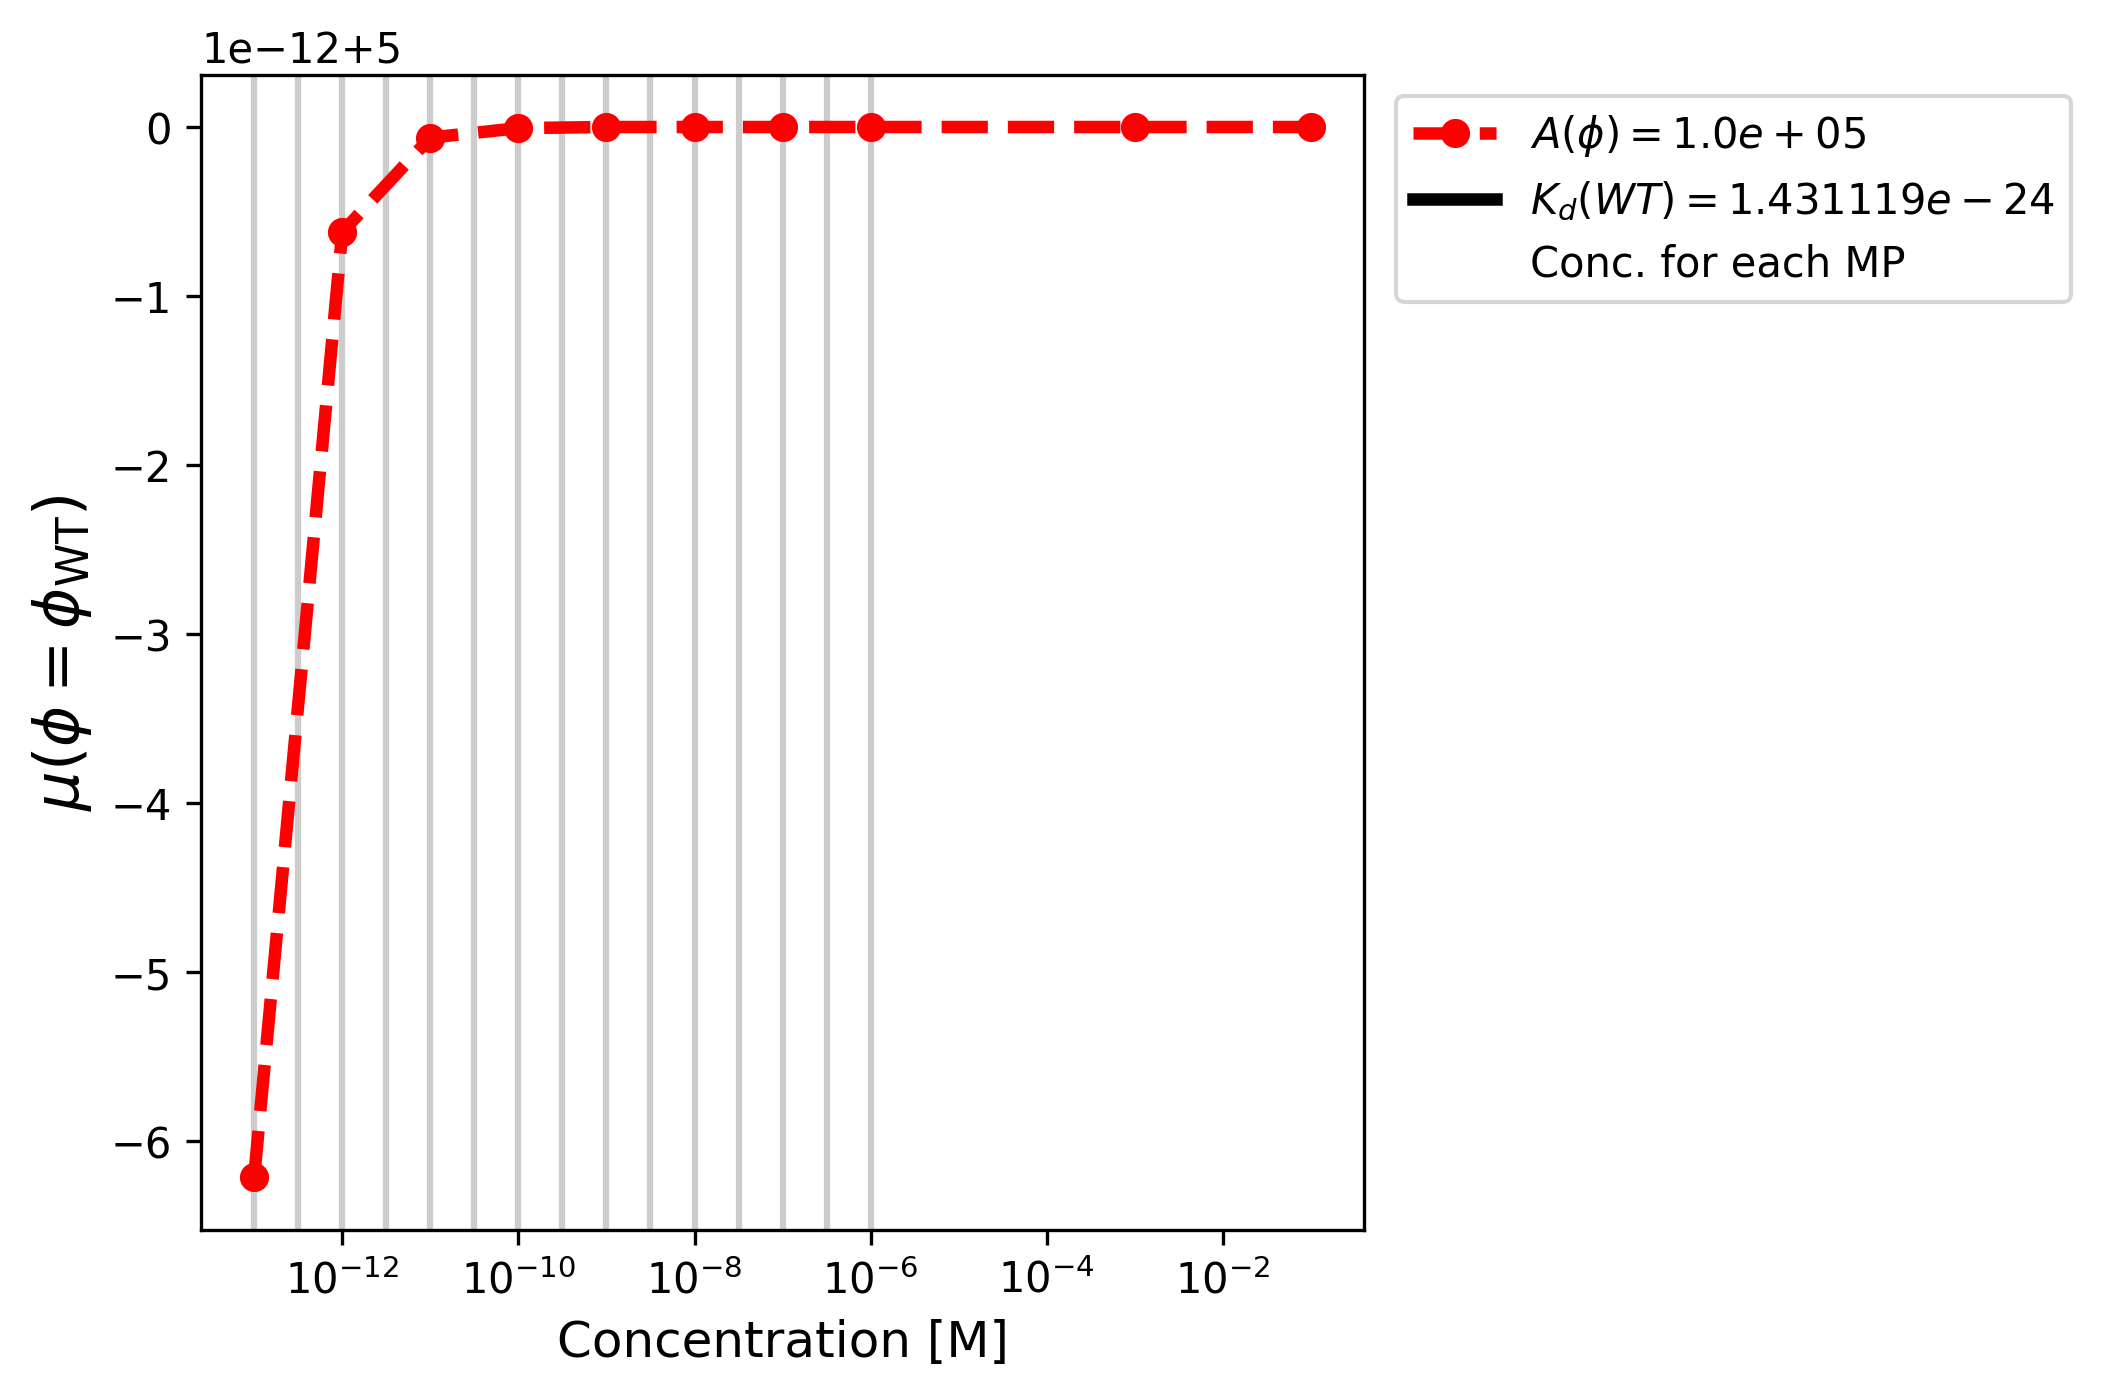 1e−12+5
0
−1
−2
−3
−4
−5
−6
μ(ϕ = ϕ_WT)
10⁻¹² 10⁻¹⁰ 10⁻⁸ 10⁻⁶ 10⁻⁴ 10⁻²
Concentration [M]
A(ϕ) = 1.0e + 05
K_d(WT) = 1.431119e − 24
Conc. for each MP